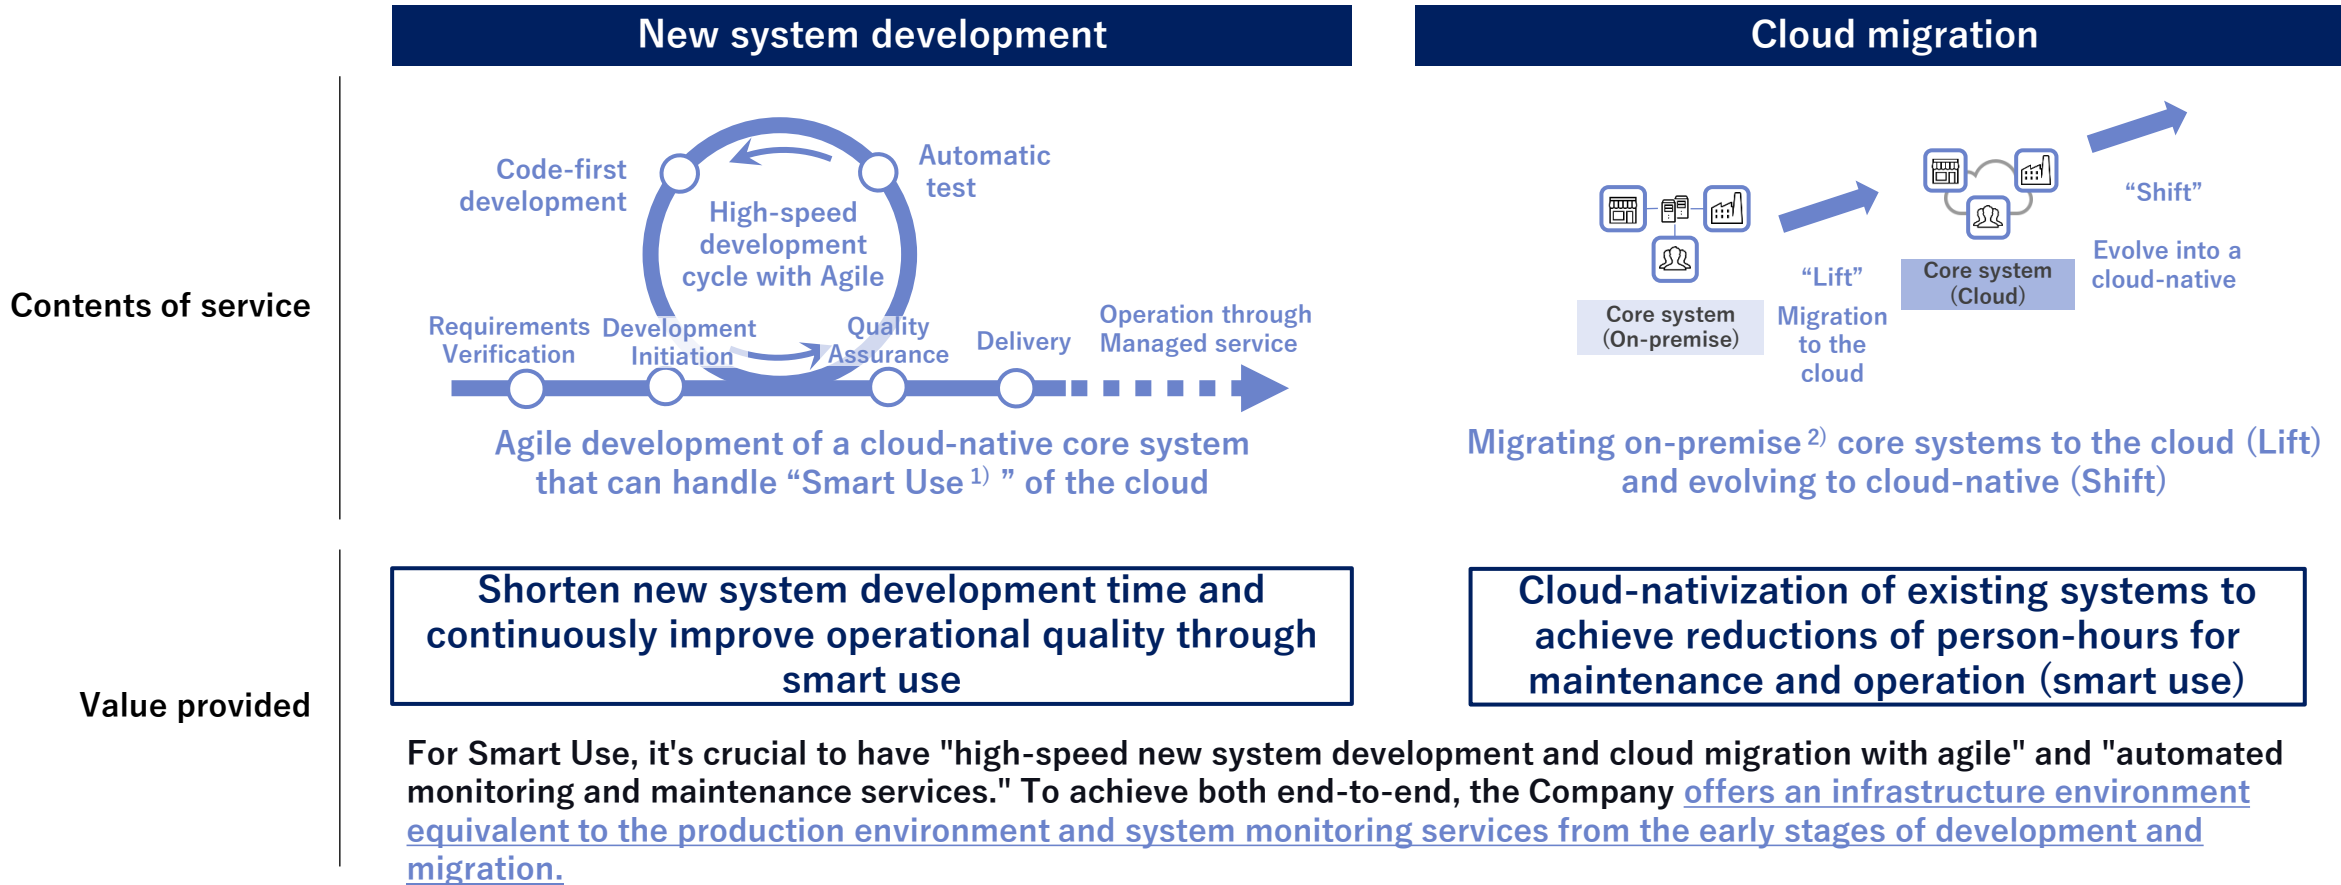 New system development
Cloud migration
Contents of service
Code-first
development
Automatic
test
High-speed
development
cycle with Agile
Requirements
Verification
Development
Initiation
Quality
Assurance
Delivery
Operation through
Managed service
Agile development of a cloud-native core system
that can handle “Smart Use 1) ” of the cloud
Core system
(On-premise)
“Lift”
Migration
to the
cloud
Core system
(Cloud)
“Shift”
Evolve into a
cloud-native
Migrating on-premise 2) core systems to the cloud (Lift)
and evolving to cloud-native (Shift)
Value provided
Shorten new system development time and
continuously improve operational quality through
smart use
Cloud-nativization of existing systems to
achieve reductions of person-hours for
maintenance and operation (smart use)
For Smart Use, it's crucial to have "high-speed new system development and cloud migration with agile" and "automated
monitoring and maintenance services." To achieve both end-to-end, the Company offers an infrastructure environment
equivalent to the production environment and system monitoring services from the early stages of development and
migration.